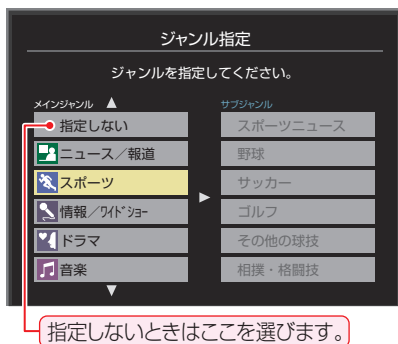 ジャンル指定
ジャンルを指定してください。
メインジャンル
サブジャンル
指定しない
スポーツニュース
ニュース／報道
野球
スポーツ
サッカー
情報／ﾜｲﾄﾞｼｮｰ
ゴルフ
ドラマ
その他の球技
音楽
相撲・格闘技
指定しないときはここを選びます。